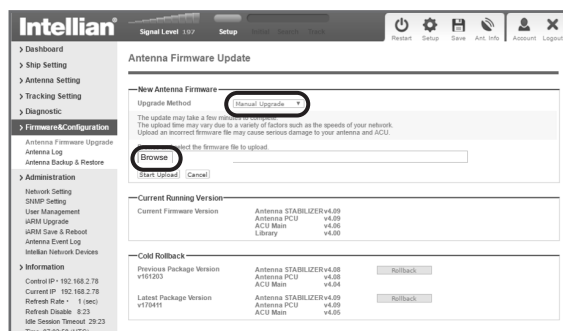 Intellian®
Signal Level 197
Setup
Search
Track
Restart
Setup
Save
Ant. Info
Account
Logout
> Dashboard
> Ship Setting
> Antenna Setting
> Tracking Setting
> Diagnostic
> Firmware&Configuration
Antenna Firmware Upgrade
Antenna Log
Antenna Backup & Restore
> Administration
Network Setting
SNMP Setting
User Management
iARM Upgrade
iARM Save & Reboot
Antenna Event Log
Intellian Network Devices
> Information
Control IP · 192.168.2.78
Current IP 192.168.2.78
Refresh Rate · 1 (sec)
Refresh Disable 8:23
Idle Session Timeout 29:23
Antenna Firmware Update
New Antenna Firmware
Upgrade Method
Manual Upgrade ▼
The update may take a few minutes to complete.
The upload time may vary due to a variety of factors such as the speeds of your network.
Upload an incorrect firmware file may cause serious damage to your antenna and ACU.
select the firmware file to upload.
Browse
Start Upload
Cancel
Current Running Version
Current Firmware Version
Antenna STABILIZER v4.09
Antenna PCU v4.09
ACU Main v4.06
Library v4.00
Cold Rollback
Previous Package Version
v161203
Antenna STABILIZER v4.08
Antenna PCU v4.08
ACU Main v4.04
Rollback
Latest Package Version
v170411
Antenna STABILIZER v4.09
Antenna PCU v4.09
ACU Main v4.05
Rollback